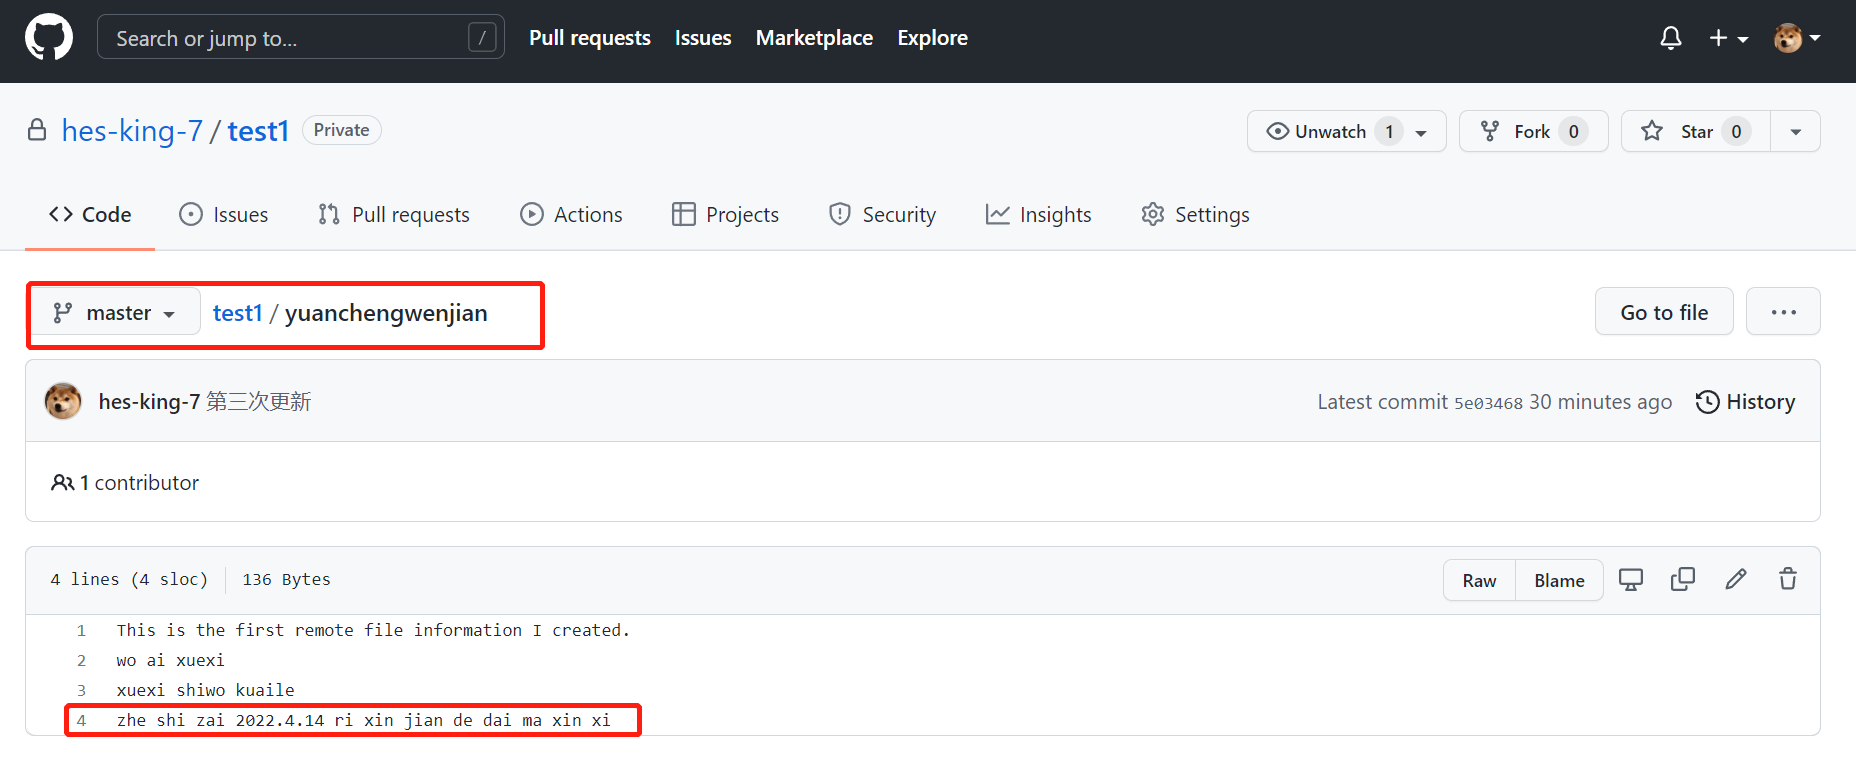 Search or jump to... /
Pull requests Issues Marketplace Explore
hes-king-7 / test1 Private
Unwatch 1 Fork 0 Star 0
Code Issues Pull requests Actions Projects Security Insights Settings
master test1 / yuanchengwenjian
Go to file ...
hes-king-7 第三次更新
Latest commit 5e03468 30 minutes ago History
1 contributor
4 lines (4 sloc) 136 Bytes
Raw Blame
1 This is the first remote file information I created.
2 wo ai xuexi
3 xuexi shiwo kuaile
4 zhe shi zai 2022.4.14 ri xin jian de dai ma xin xi